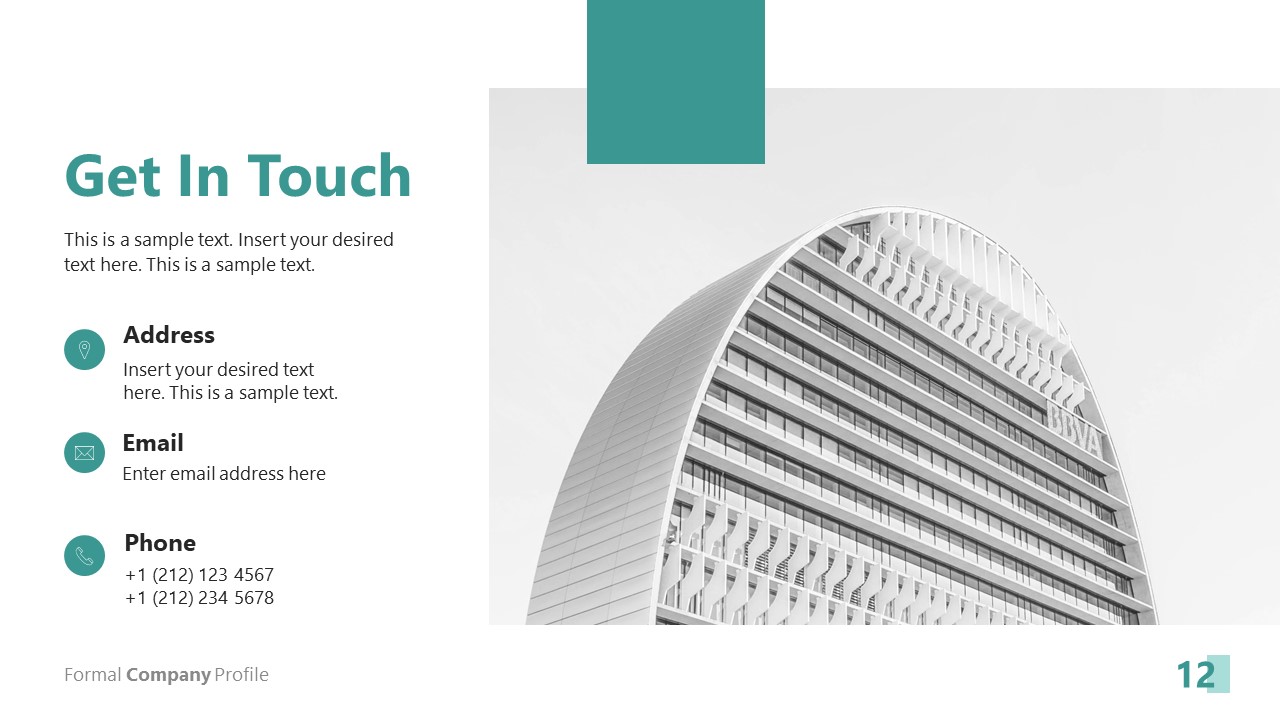 Get In Touch
This is a sample text. Insert your desired
text here. This is a sample text.
Address
Insert your desired text
here. This is a sample text.
Email
Enter email address here
Phone
+1 (212) 123 4567
+1 (212) 234 5678
BBVA
Formal Company Profile
12